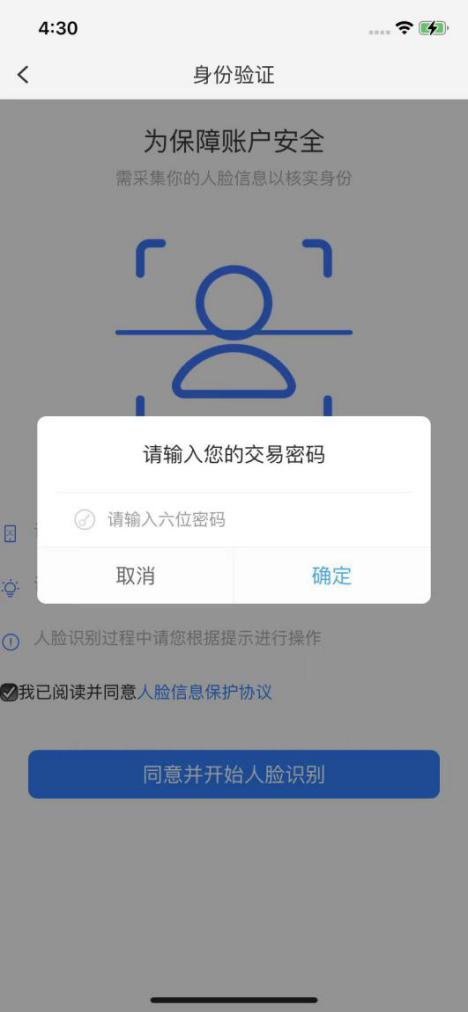 4:30
身份验证
为保障账户安全
需采集你的人脸信息以核实身份
请输入您的交易密码
请输入六位密码
取消
确定
人脸识别过程中请您根据提示进行操作
我已阅读并同意人脸信息保护协议
同意并开始人脸识别